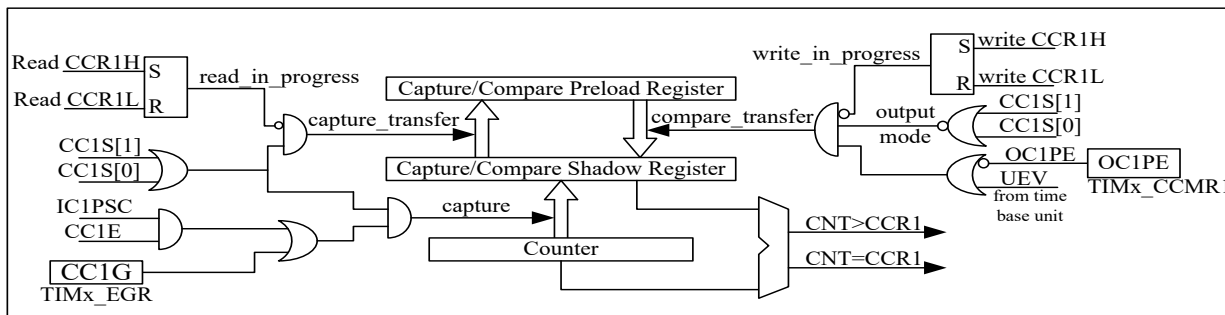 Read CCR1H
S
read_in_progress
Read CCR1L
R
CC1S[1]
CC1S[0]
IC1PSC
CC1E
CC1G
TIMx_EGR
capture_transfer
capture
Capture/Compare Preload Register
Capture/Compare Shadow Register
Counter
write_in_progress
S
write CCR1H
R
write CCR1L
compare_transfer
output
mode
CC1S[1]
CC1S[0]
OC1PE
OC1PE
UEV
TIMx_CCMR1
from time
base unit
CNT>CCR1
CNT=CCR1